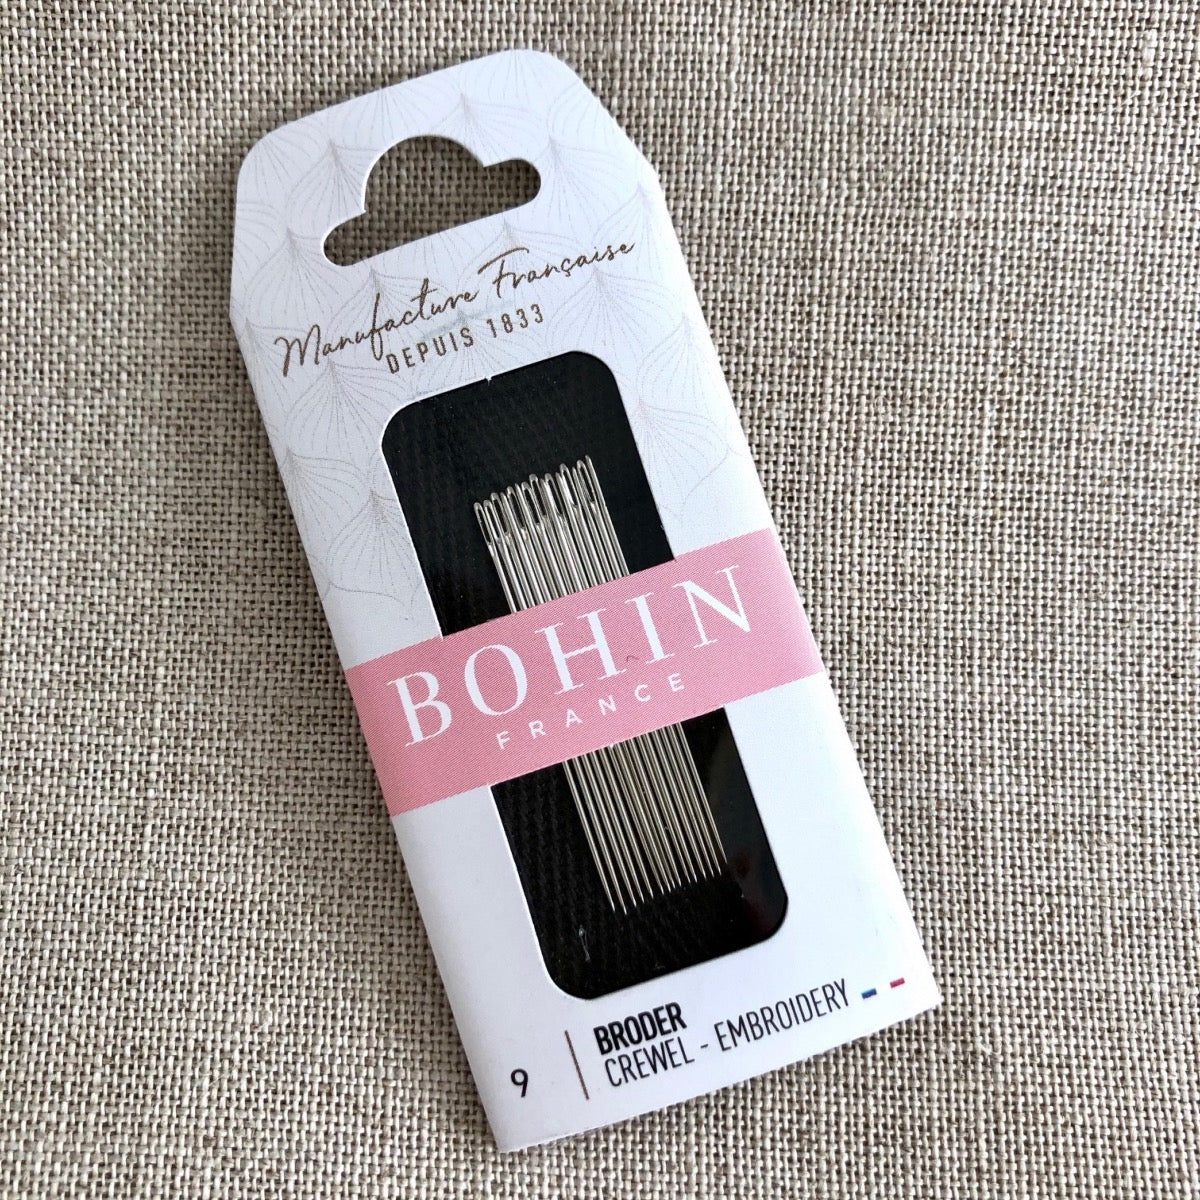 Manufacture Française
DEPUIS 1833
BOHIN
FRANCE
9
BRODER
CREWEL - EMBROIDERY